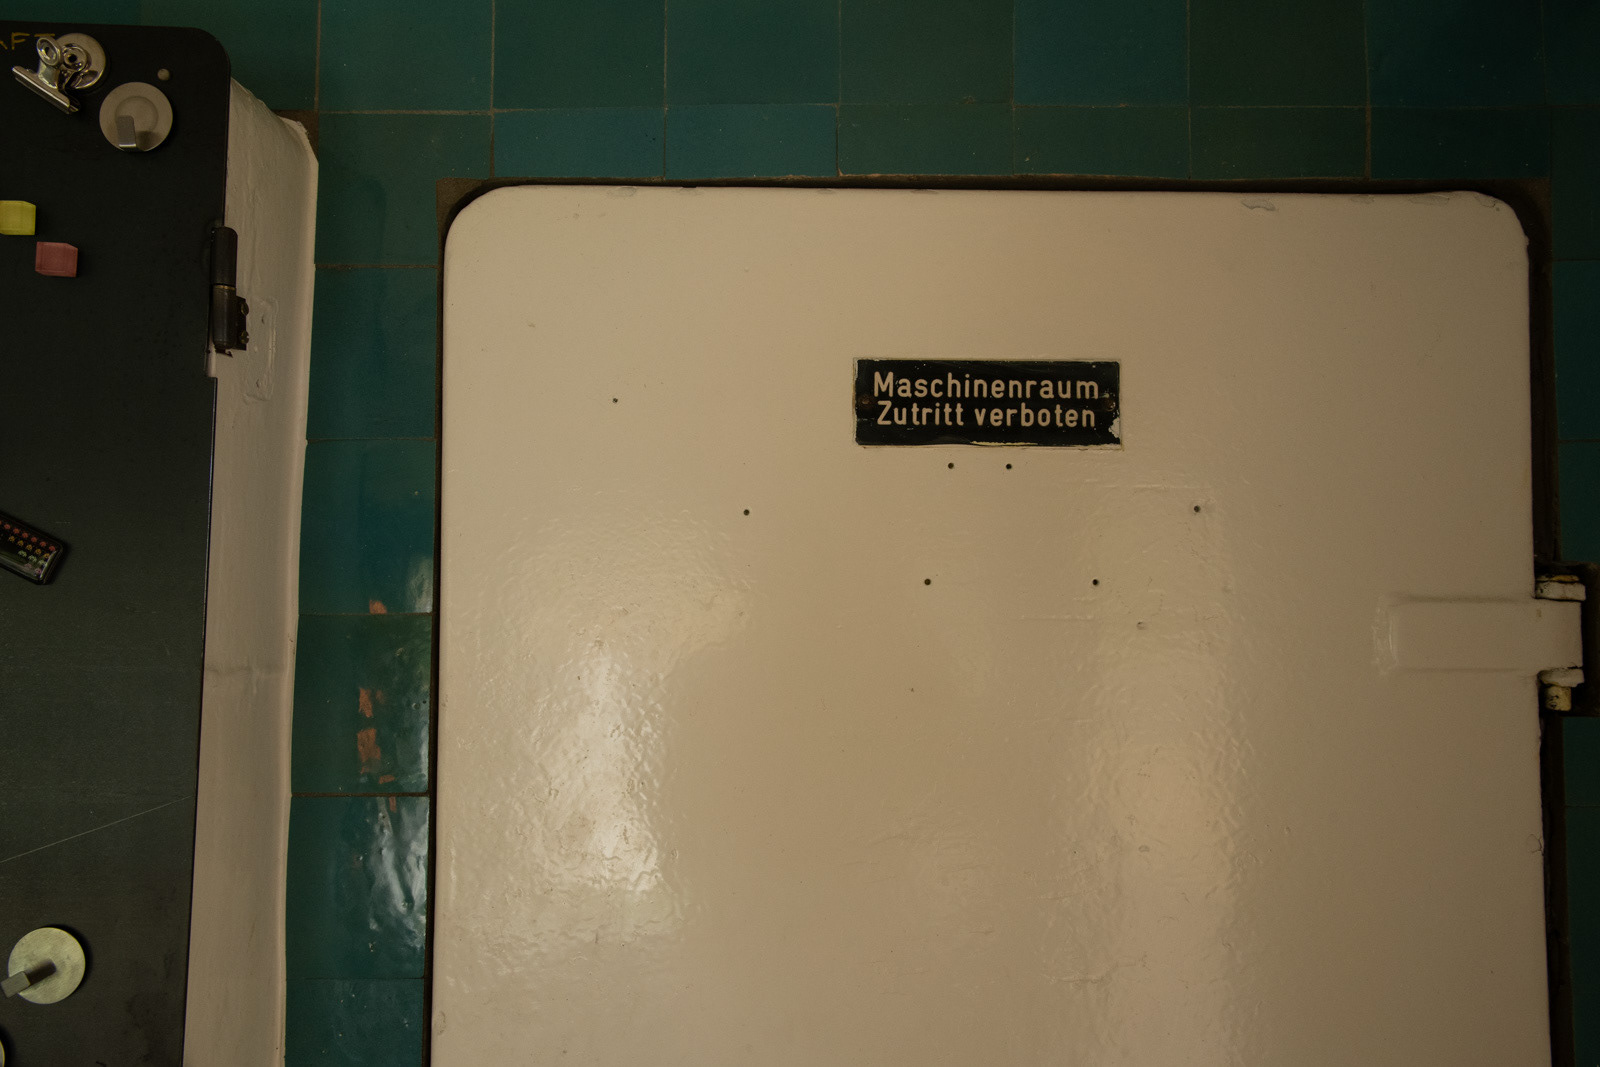 Maschinenraum
Zutritt verboten